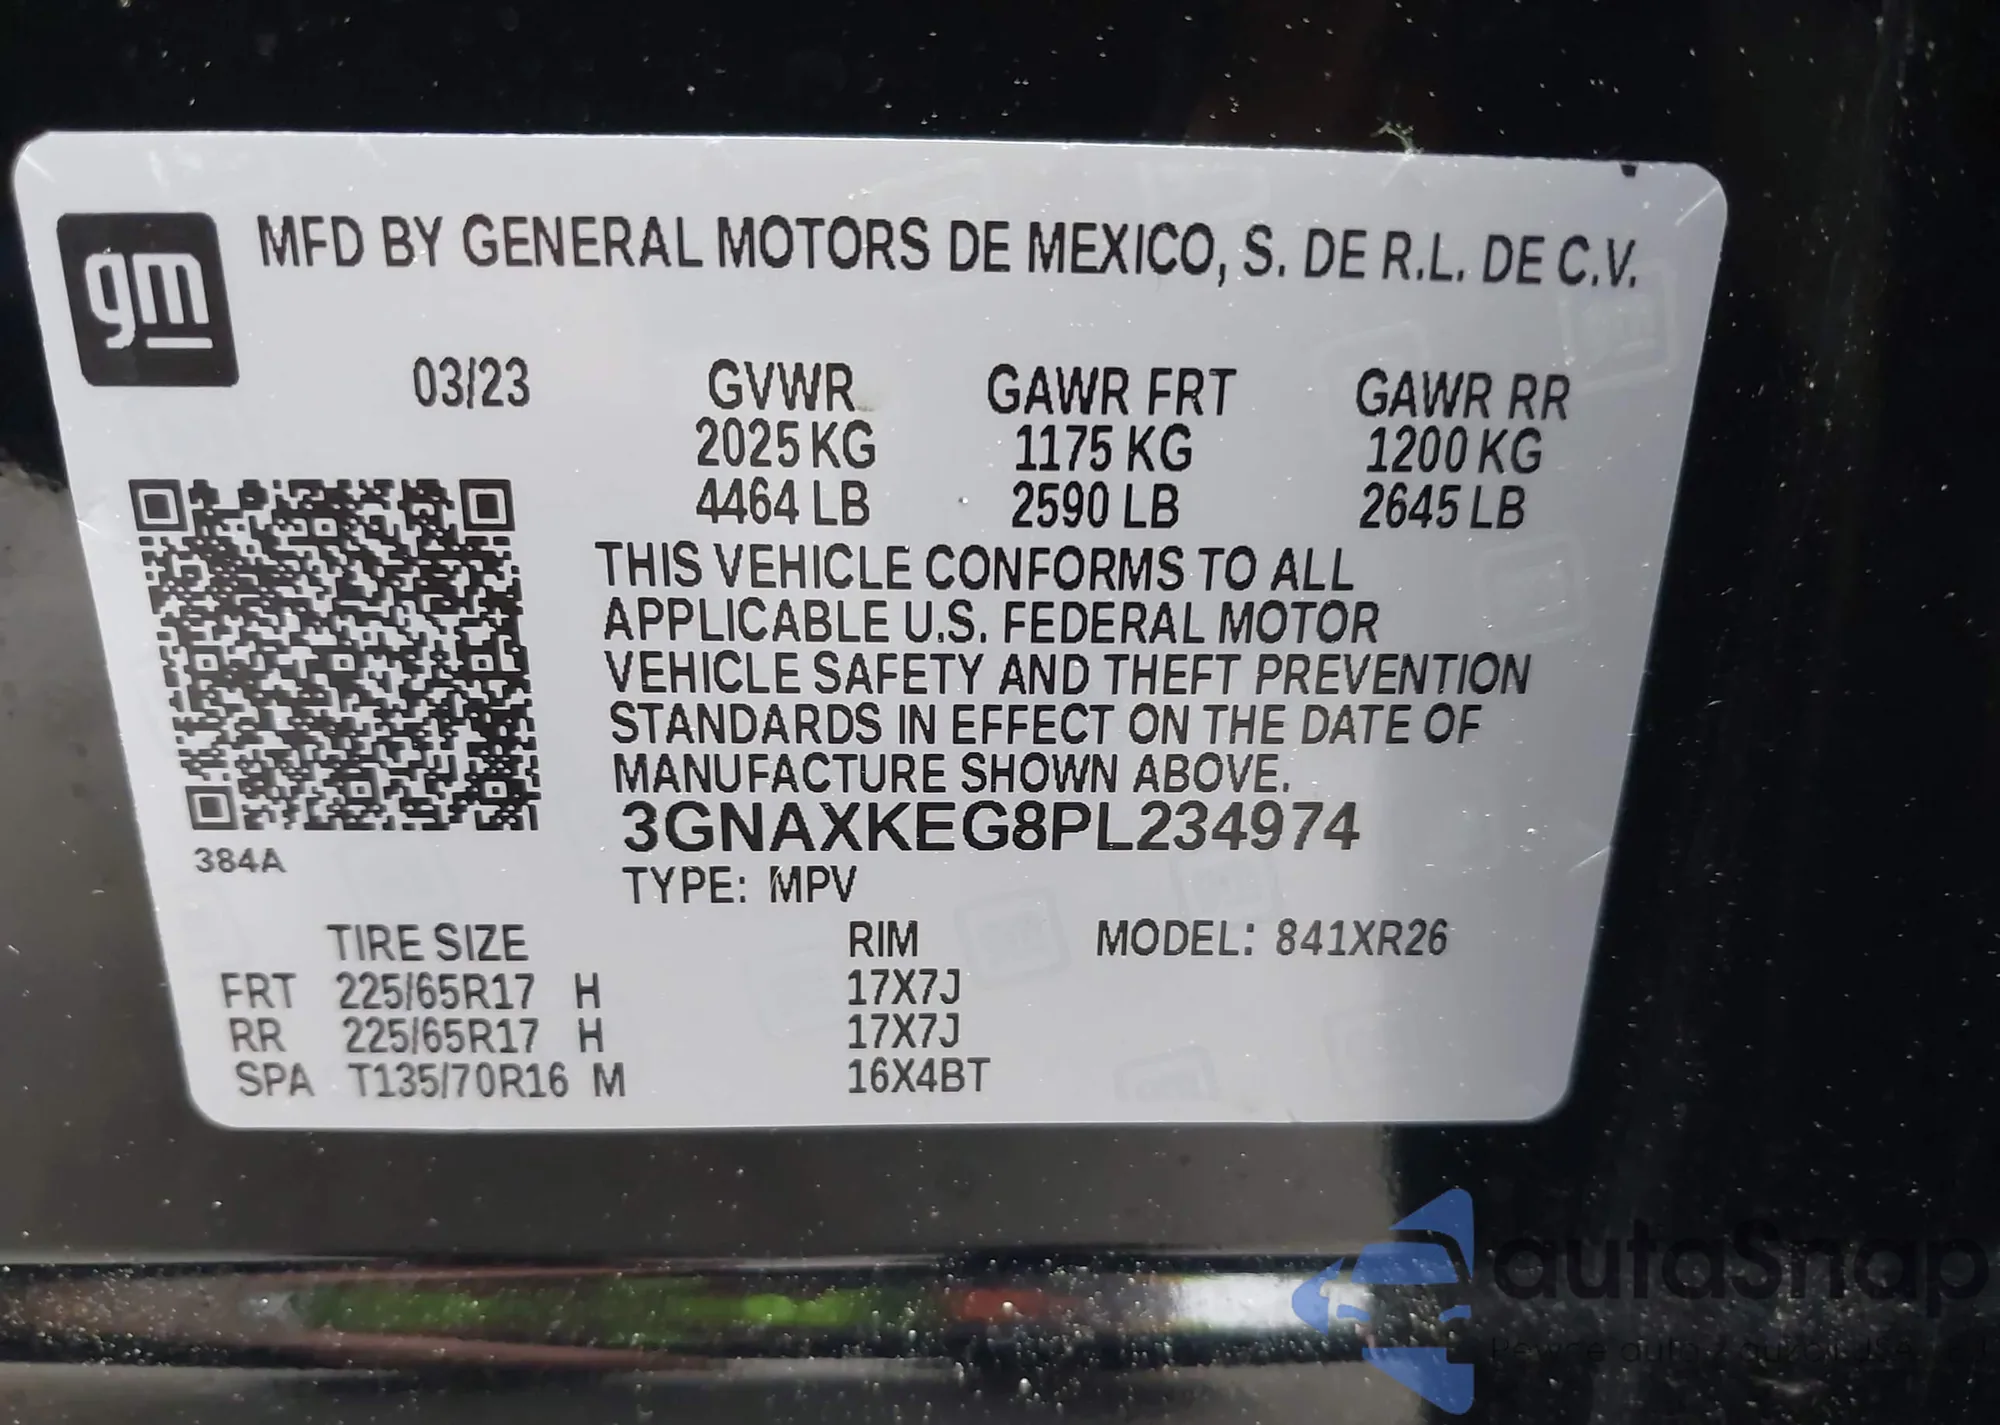 gm
MFD BY GENERAL MOTORS DE MEXICO, S. DE R.L. DE C.V.
03/23 GVWR GAWR FRT GAWR RR
2025 KG 1175 KG 1200 KG
4464 LB 2590 LB 2645 LB
THIS VEHICLE CONFORMS TO ALL
APPLICABLE U.S. FEDERAL MOTOR
VEHICLE SAFETY AND THEFT PREVENTION
STANDARDS IN EFFECT ON THE DATE OF
MANUFACTURE SHOWN ABOVE.
3GNAXKEG8PL234974
384A
TYPE: MPV
TIRE SIZE RIM MODEL: 841XR26
FRT 225/65R17 H 17X7J
RR 225/65R17 H 17X7J
SPA T135/70R16 M 16X4BT
autoSnap
Pewne auto z